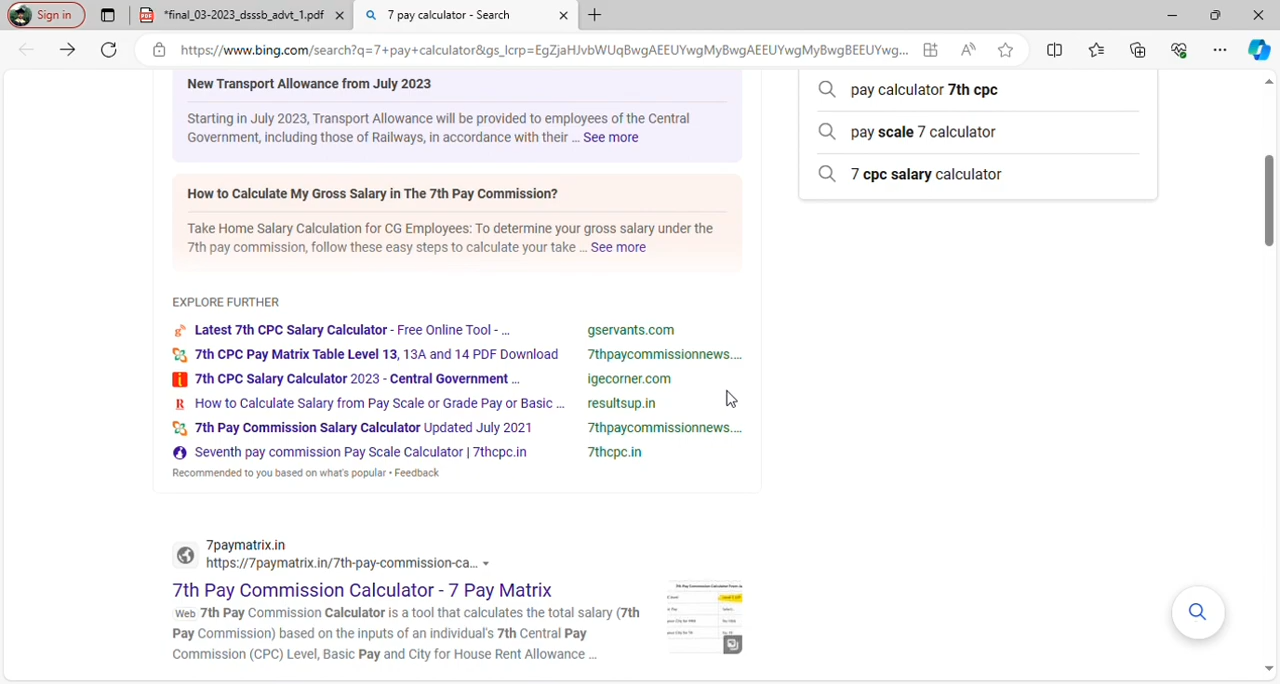 Sign in
*final_03-2023_dsssb_advt_1.pdf
7 pay calculator - Search
https://www.bing.com/search?q=7+pay+calculator&gs_lcrp=EgZjaHJvbWUqBwgAEEUYwgMyBwgAEEUYwgMyBwgBEEUYwg...
New Transport Allowance from July 2023
Starting in July 2023, Transport Allowance will be provided to employees of the Central
Government, including those of Railways, in accordance with their ... See more
How to Calculate My Gross Salary in The 7th Pay Commission?
Take Home Salary Calculation for CG Employees: To determine your gross salary under the
7th pay commission, follow these easy steps to calculate your take ... See more
EXPLORE FURTHER
Latest 7th CPC Salary Calculator - Free Online Tool - ... gservants.com
7th CPC Pay Matrix Table Level 13, 13A and 14 PDF Download 7thpaycommissionnews....
7th CPC Salary Calculator 2023 - Central Government ... igecorner.com
How to Calculate Salary from Pay Scale or Grade Pay or Basic ... resultsup.in
7th Pay Commission Salary Calculator Updated July 2021 7thpaycommissionnews....
Seventh pay commission Pay Scale Calculator | 7thcpc.in 7thcpc.in
Recommended to you based on what's popular • Feedback
7paymatrix.in
https://7paymatrix.in/7th-pay-commission-ca...
7th Pay Commission Calculator - 7 Pay Matrix
Web 7th Pay Commission Calculator is a tool that calculates the total salary (7th
Pay Commission) based on the inputs of an individual's 7th Central Pay
Commission (CPC) Level, Basic Pay and City for House Rent Allowance ...
pay calculator 7th cpc
pay scale 7 calculator
7 cpc salary calculator